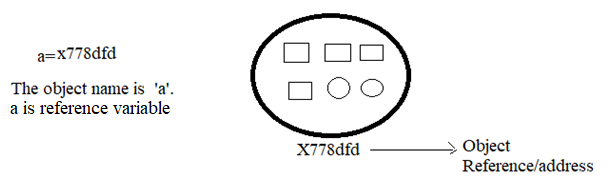 a=x778dfd
The object name is 'a'.
a is reference variable
X778dfd
Object
Reference/address